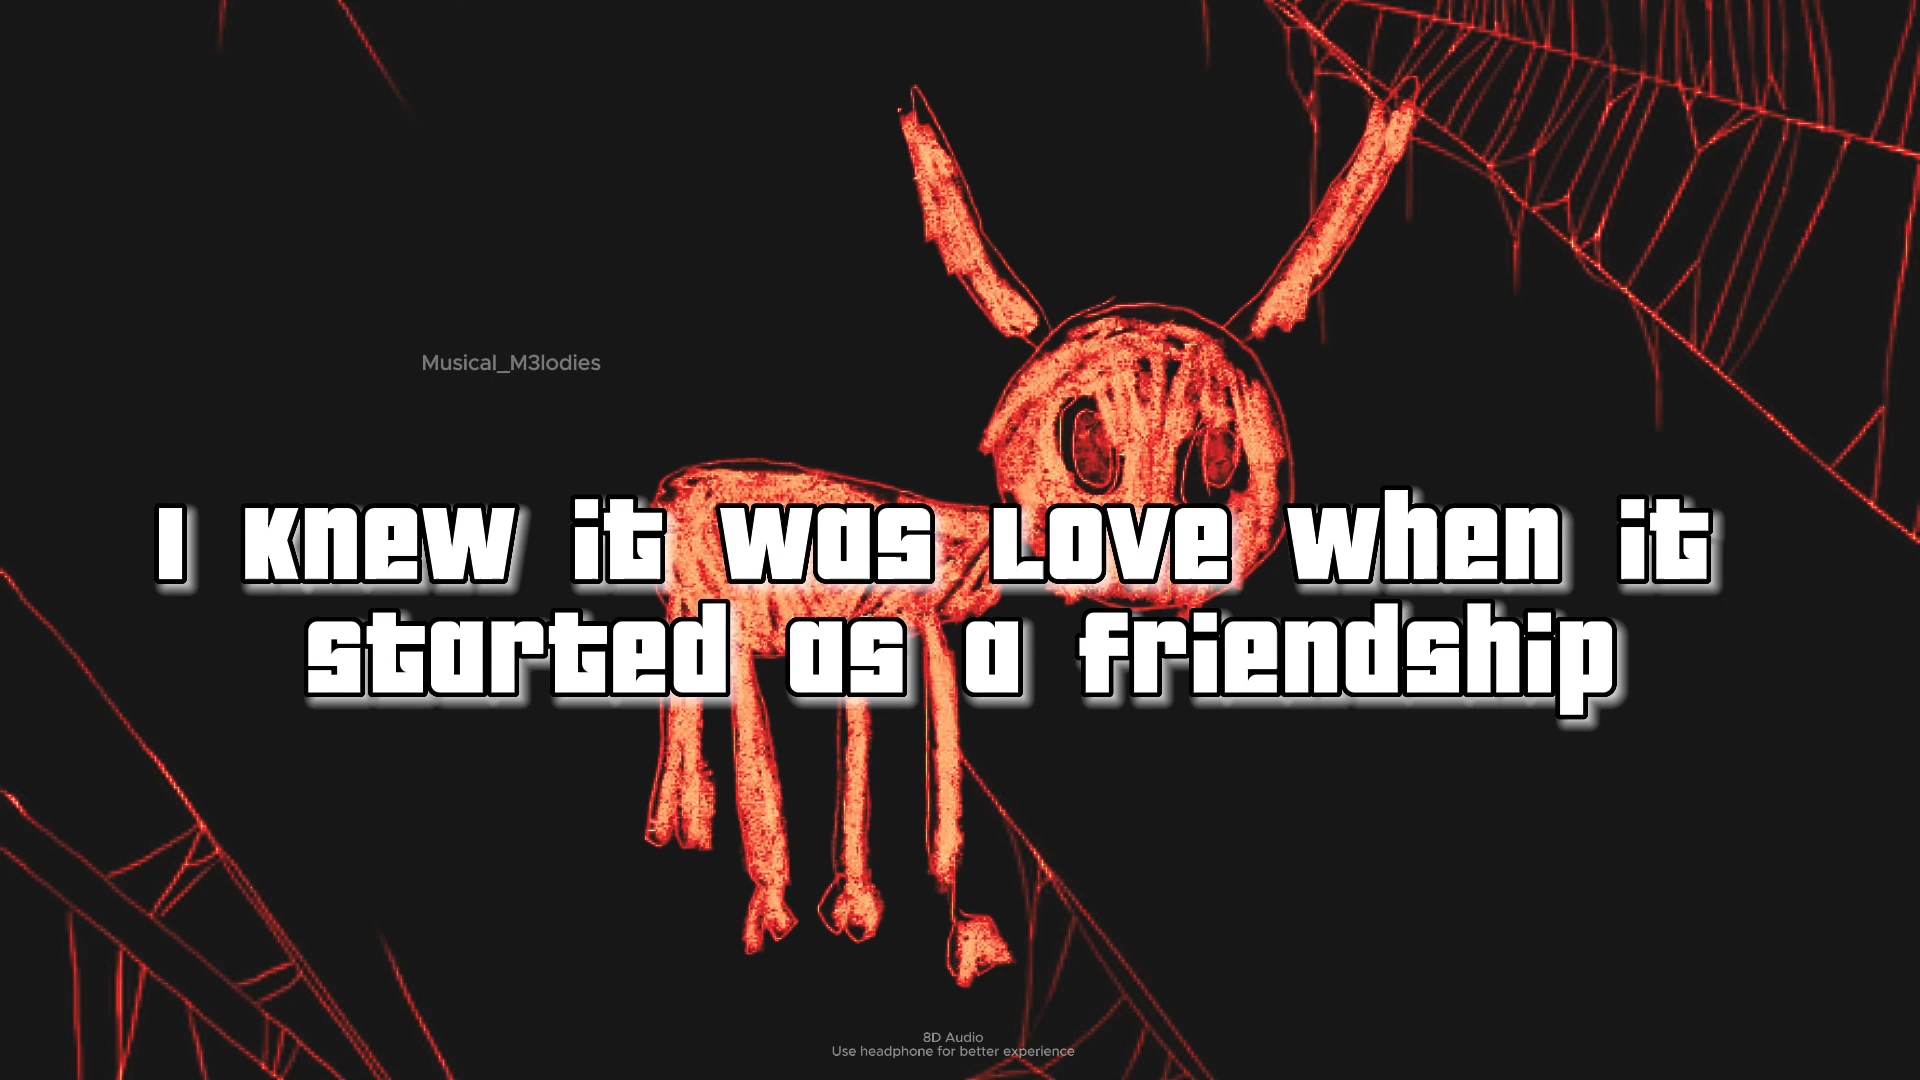 Musical_M3lodies
I knew it was love when it
started as a friendship
8D Audio
Use headphone for better experience